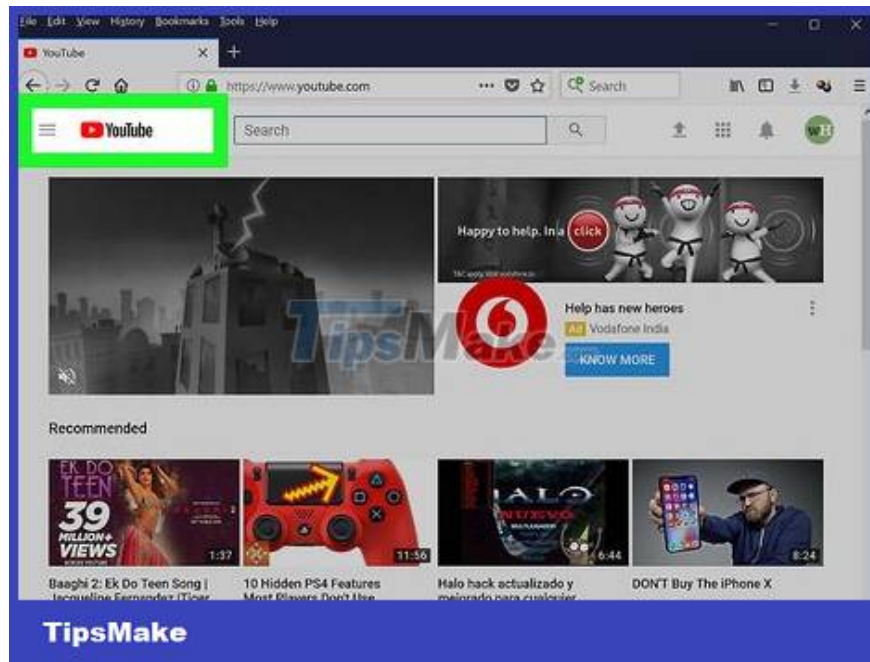 File Edit View History Bookmarks Tools Help
YouTube
https://www.youtube.com
Search
YouTube
Search
wH
Happy to help. In a click
T&C apply.
TipsMake
Help has new heroes
Ad Vodafone India
KNOW MORE
Recommended
EK DO
TEEN
39
MILLION+
VIEWS
1:37
11:56
HALO
NUEVO
MULTIJUGADOR
6:44
8:24
Baaghi 2: Ek Do Teen Song |
Jacqueline Fernandez |Tiger
10 Hidden PS4 Features
Most Players Don't Use
Halo hack actualizado y
mejorado para cualquier
DON'T Buy The iPhone X
TipsMake